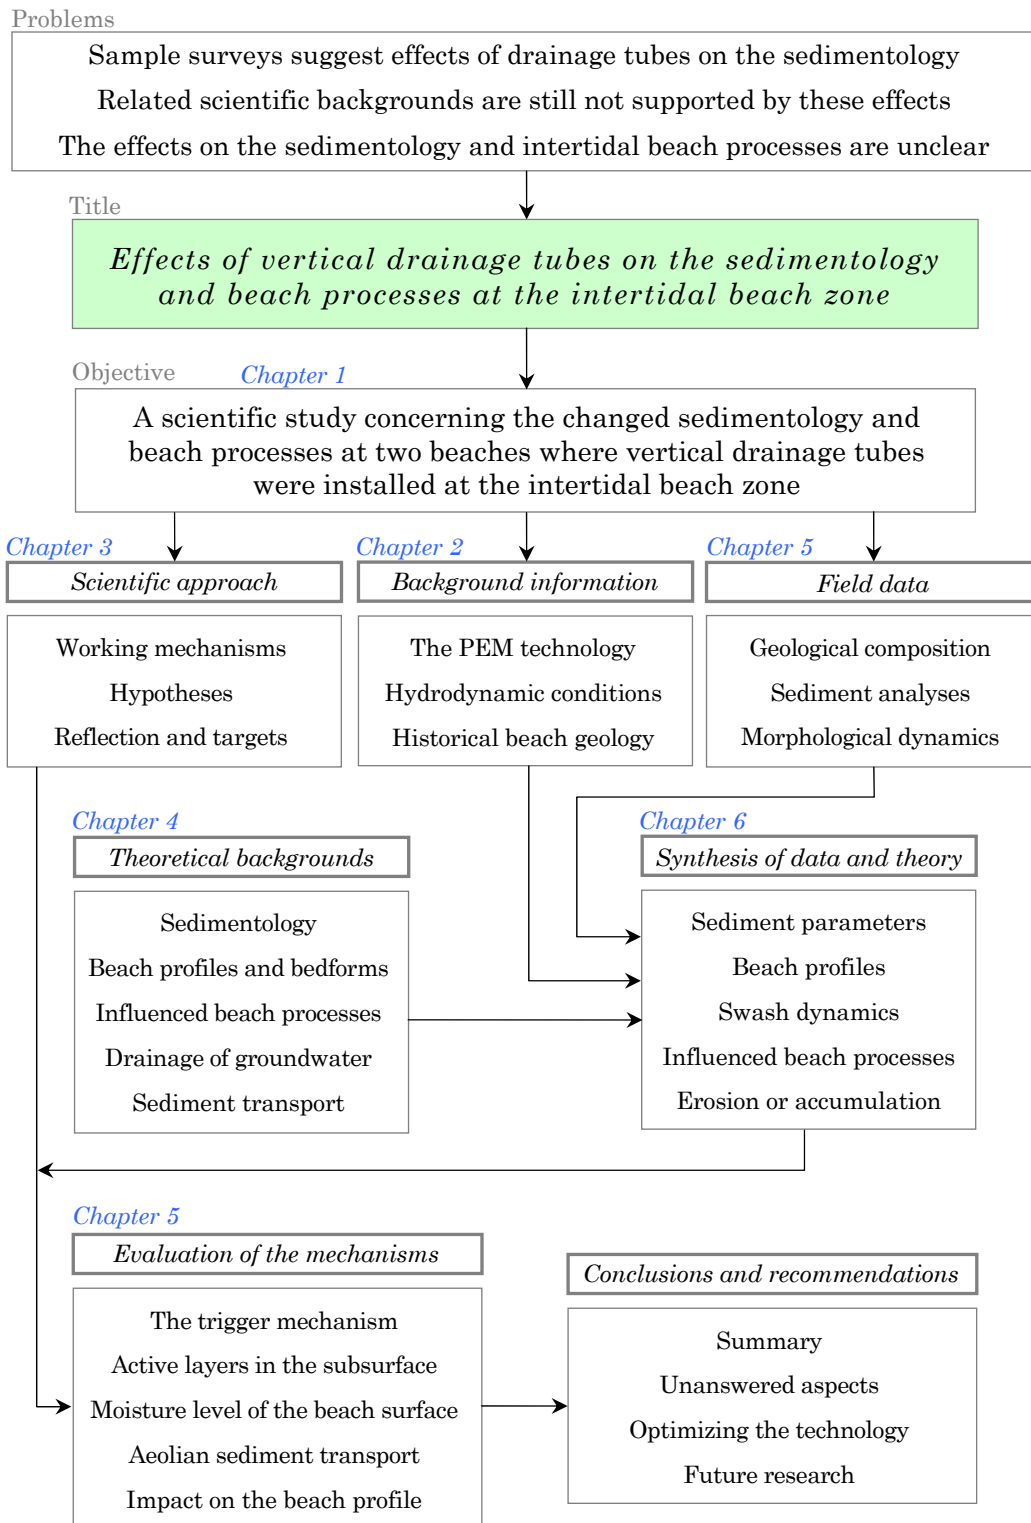 Problems
Sample surveys suggest effects of drainage tubes on the sedimentology
Related scientific backgrounds are still not supported by these effects
The effects on the sedimentology and intertidal beach processes are unclear
Title
Effects of vertical drainage tubes on the sedimentology
and beach processes at the intertidal beach zone
Objective
Chapter 1
A scientific study concerning the changed sedimentology and
beach processes at two beaches where vertical drainage tubes
were installed at the intertidal beach zone
Chapter 3
Scientific approach
Working mechanisms
Hypotheses
Reflection and targets
Chapter 2
Background information
The PEM technology
Hydrodynamic conditions
Historical beach geology
Chapter 5
Field data
Geological composition
Sediment analyses
Morphological dynamics
Chapter 4
Theoretical backgrounds
Sedimentology
Beach profiles and bedforms
Influenced beach processes
Drainage of groundwater
Sediment transport
Chapter 6
Synthesis of data and theory
Sediment parameters
Beach profiles
Swash dynamics
Influenced beach processes
Erosion or accumulation
Chapter 5
Evaluation of the mechanisms
The trigger mechanism
Active layers in the subsurface
Moisture level of the beach surface
Aeolian sediment transport
Impact on the beach profile
Conclusions and recommendations
Summary
Unanswered aspects
Optimizing the technology
Future research